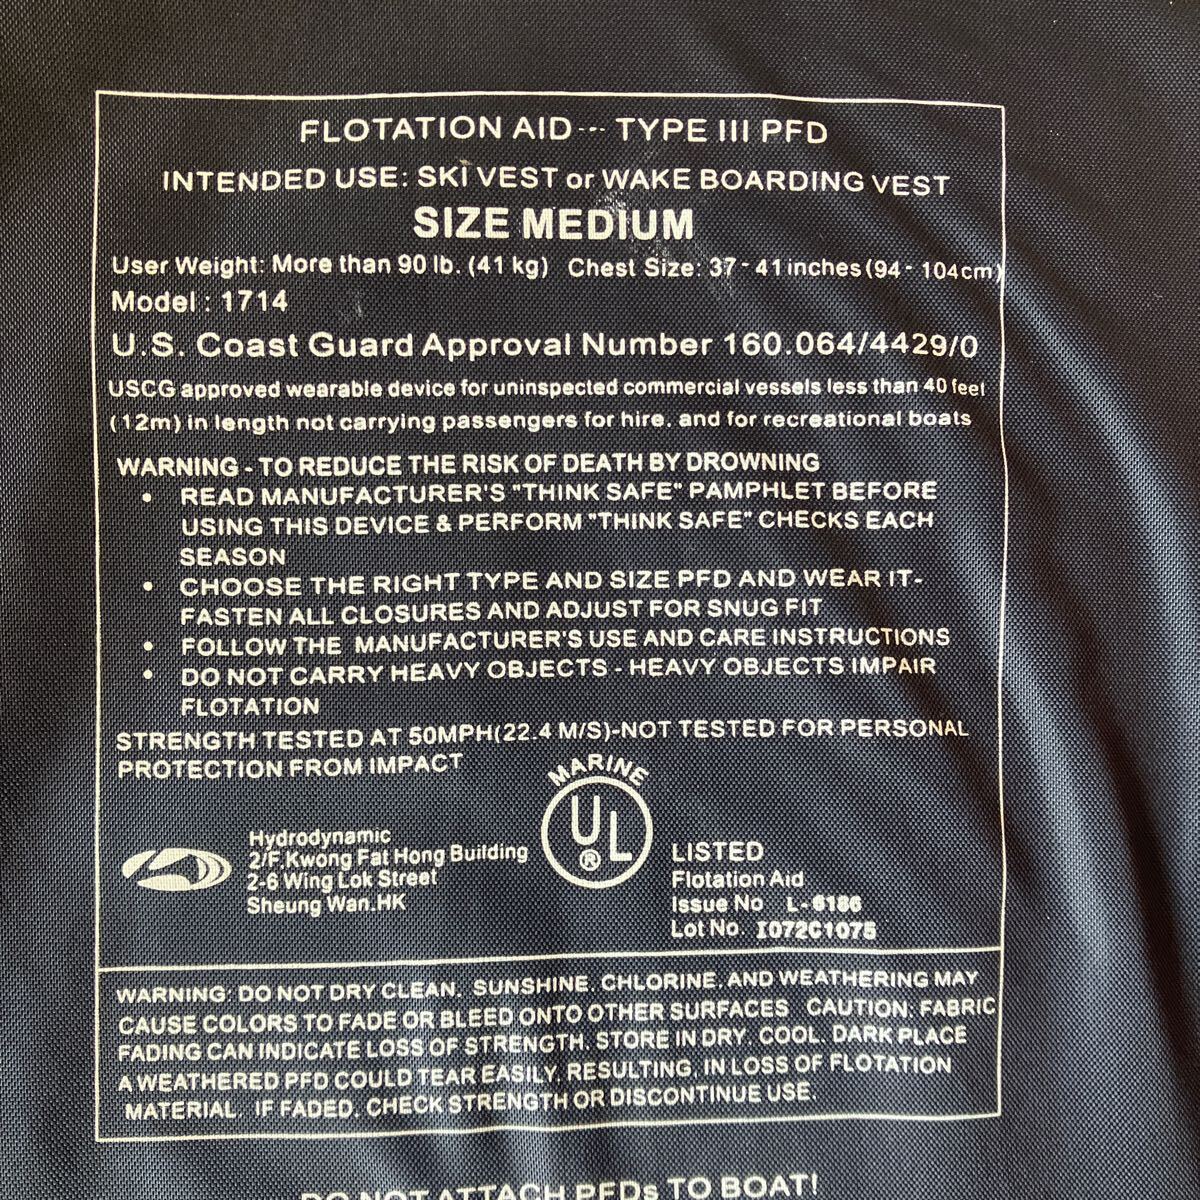 FLOTATION AID --- TYPE III PFD
INTENDED USE: SKI VEST or WAKE BOARDING VEST
SIZE MEDIUM
User Weight: More than 90 lb. (41 kg) Chest Size: 37 - 41 inches (94 - 104cm)
Model : 1714
U.S. Coast Guard Approval Number 160.064/4429/0
USCG approved wearable device for uninspected commercial vessels less than 40 feet
(12m) in length not carrying passengers for hire. and for recreational boats
WARNING - TO REDUCE THE RISK OF DEATH BY DROWNING
• READ MANUFACTURER'S "THINK SAFE" PAMPHLET BEFORE
USING THIS DEVICE & PERFORM "THINK SAFE" CHECKS EACH
SEASON
• CHOOSE THE RIGHT TYPE AND SIZE PFD AND WEAR IT-
FASTEN ALL CLOSURES AND ADJUST FOR SNUG FIT
• FOLLOW THE MANUFACTURER'S USE AND CARE INSTRUCTIONS
• DO NOT CARRY HEAVY OBJECTS - HEAVY OBJECTS IMPAIR
FLOTATION
STRENGTH TESTED AT 50MPH(22.4 M/S)-NOT TESTED FOR PERSONAL
PROTECTION FROM IMPACT
MARINE
UL ®
Hydrodynamic
2/F.Kwong Fat Hong Building
2-6 Wing Lok Street
Sheung Wan.HK
LISTED
Flotation Aid
Issue No L-6186
Lot No. I072C1075
WARNING: DO NOT DRY CLEAN. SUNSHINE. CHLORINE. AND WEATHERING MAY
CAUSE COLORS TO FADE OR BLEED ONTO OTHER SURFACES CAUTION: FABRIC
FADING CAN INDICATE LOSS OF STRENGTH. STORE IN DRY. COOL. DARK PLACE
A WEATHERED PFD COULD TEAR EASILY. RESULTING, IN LOSS OF FLOTATION
MATERIAL. IF FADED. CHECK STRENGTH OR DISCONTINUE USE.
DO NOT ATTACH PFDs TO BOAT!